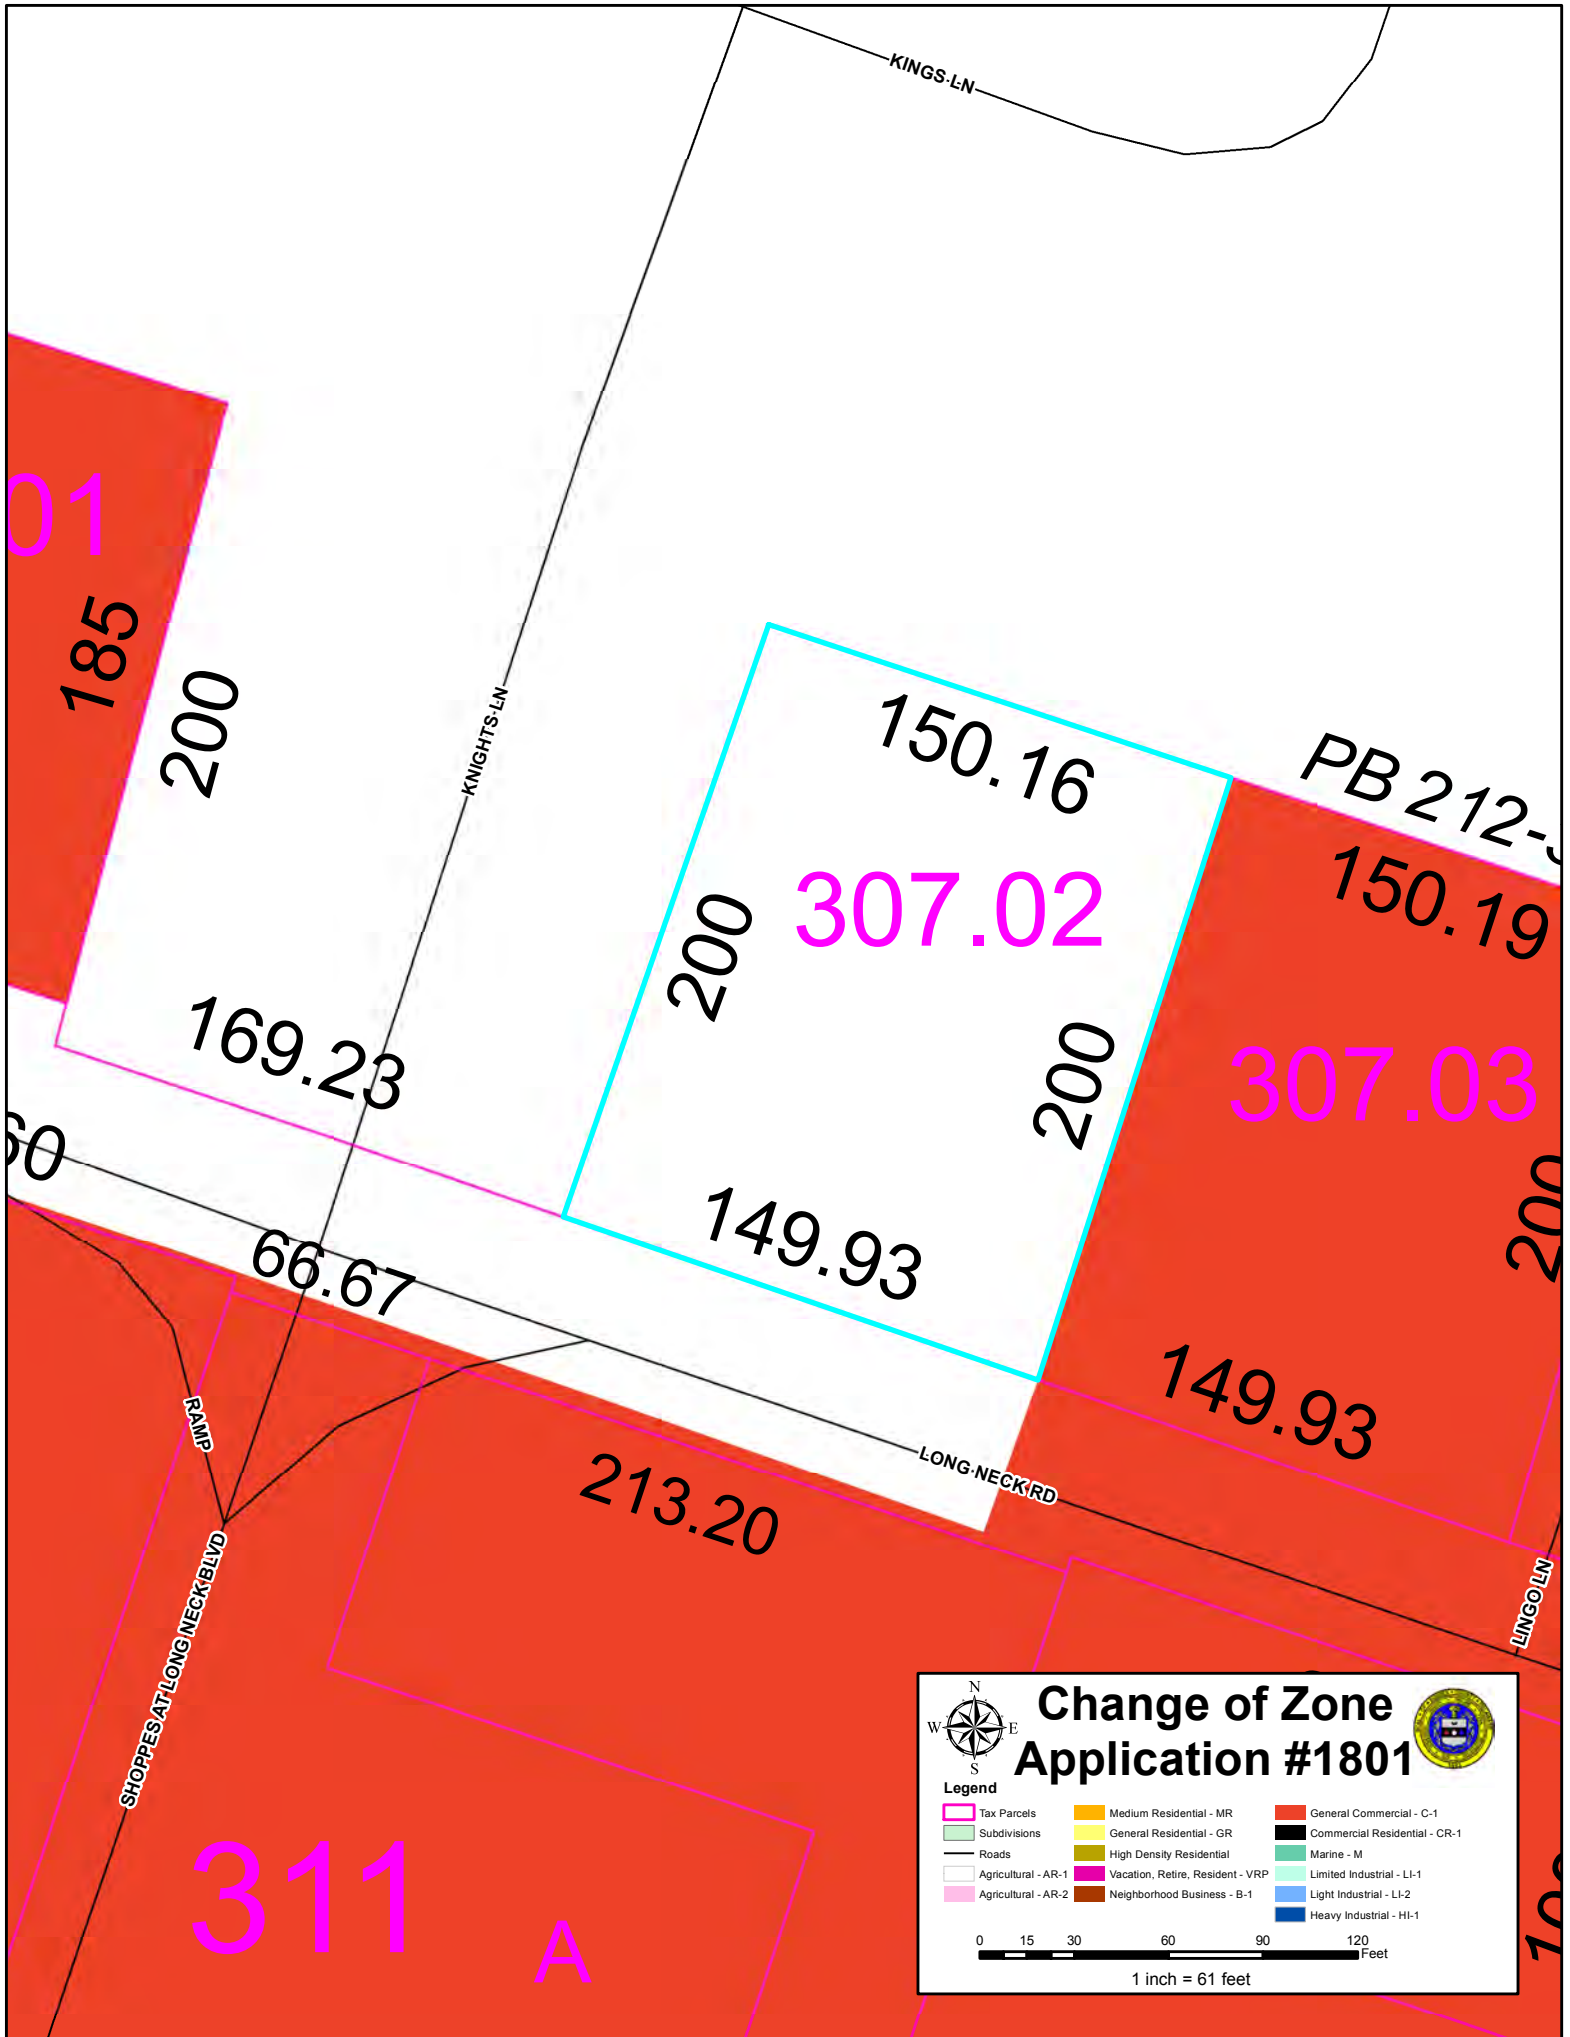 KINGS LN
01
185
200
KNIGHTS LN
150.16
PB 212-
150.19
307.02
200
200
307.03
169.23
60
200
149.93
66.67
149.93
RAMP
LONG NECK RD
213.20
LINGO LN
SHOPPES AT LONG NECK BLVD
311
A
N
W E
S
Change of Zone
Application #1801
Legend
Tax Parcels
Subdivisions
Roads
Agricultural - AR-1
Agricultural - AR-2
Medium Residential - MR
General Residential - GR
High Density Residential
Vacation, Retire, Resident - VRP
Neighborhood Business - B-1
General Commercial - C-1
Commercial Residential - CR-1
Marine - M
Limited Industrial - LI-1
Light Industrial - LI-2
Heavy Industrial - HI-1
0 15 30 60 90 120
Feet
1 inch = 61 feet